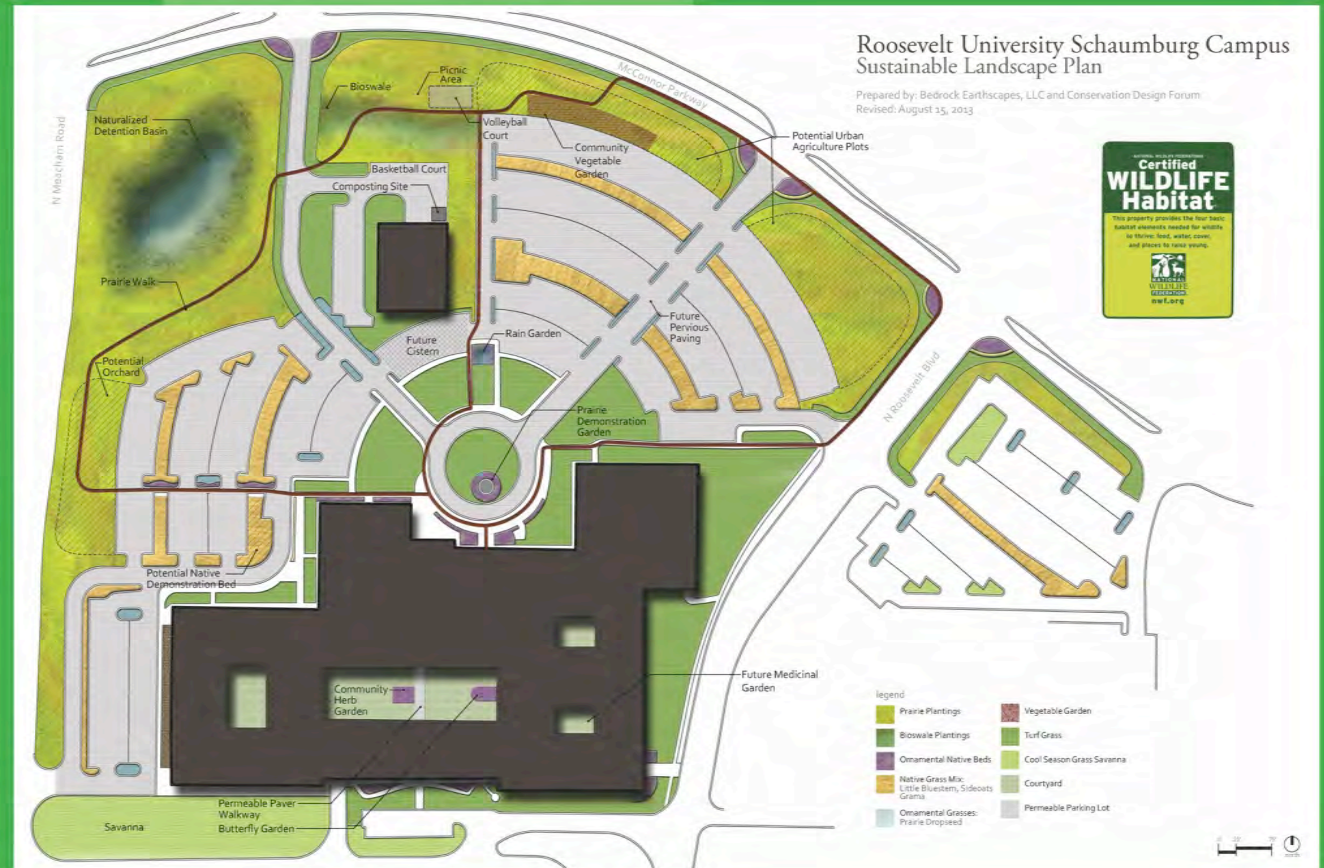 Roosevelt University Schaumburg Campus
Sustainable Landscape Plan
Prepared by: Bedrock Earthscapes, LLC and Conservation Design Forum
Revised: August 15, 2013
McConnor Parkway
N Meacham Road
N Roosevelt Blvd
Picnic
Area
Bioswale
Naturalized
Detention Basin
Volleyball
Court
Community
Vegetable
Garden
Potential Urban
Agriculture Plots
Basketball Court
Composting Site
Prairie Walk
Future
Cistern
Rain Garden
Future
Pervious
Paving
Potential
Orchard
Prairie
Demonstration
Garden
Potential Native
Demonstration Bed
Community
Herb
Garden
Future Medicinal
Garden
Permeable Paver
Walkway
Butterfly Garden
Savanna
NATIONAL WILDLIFE FEDERATION®
Certified
WILDLIFE
Habitat
This property provides the four basic
habitat elements needed for wildlife
to thrive: food, water, cover,
and places to raise young.
NATIONAL
WILDLIFE
FEDERATION
nwf.org
legend
Prairie Plantings
Bioswale Plantings
Ornamental Native Beds
Native Grass Mix:
Little Bluestem, Sideoats
Grama
Ornamental Grasses:
Prairie Dropseed
Vegetable Garden
Turf Grass
Cool Season Grass Savanna
Courtyard
Permeable Parking Lot